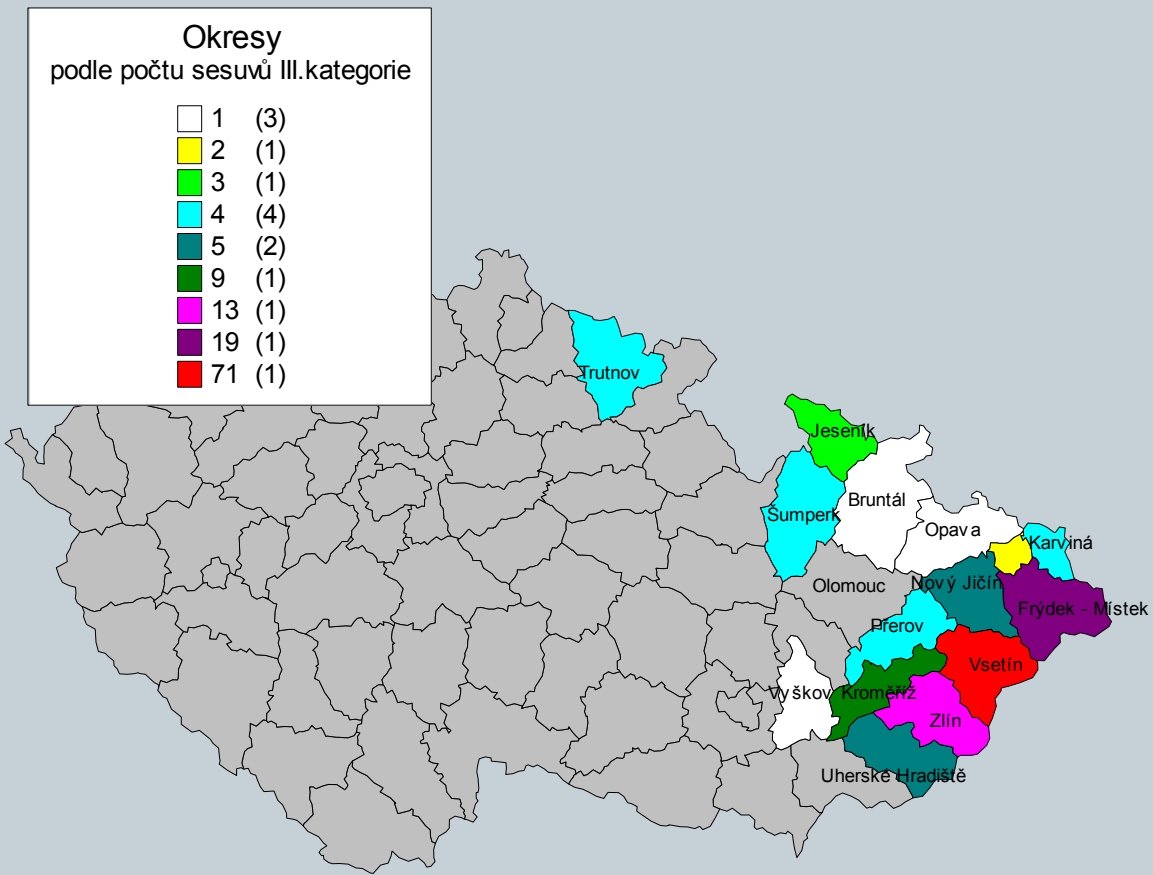 Okresy
podle počtu sesuvů III.kategorie
1 (3)
2 (1)
3 (1)
4 (4)
5 (2)
9 (1)
13 (1)
19 (1)
71 (1)
Trutnov
Jeseník
Bruntál
Šumperk
Opava
Karviná
Olomouc
Nový Jičín
Frýdek - Místek
Přerov
Vsetín
Vyškov
Kroměříž
Zlín
Uherské Hradiště